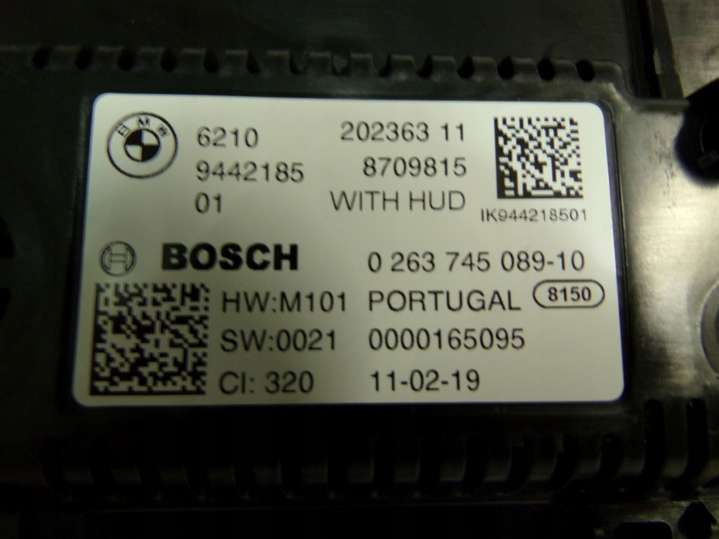 BMW
6210 202363 11
9442185 8709815
01 WITH HUD
IK944218501
BOSCH 0 263 745 089-10
HW:M101 PORTUGAL 8150
SW:0021 0000165095
CI: 320 11-02-19